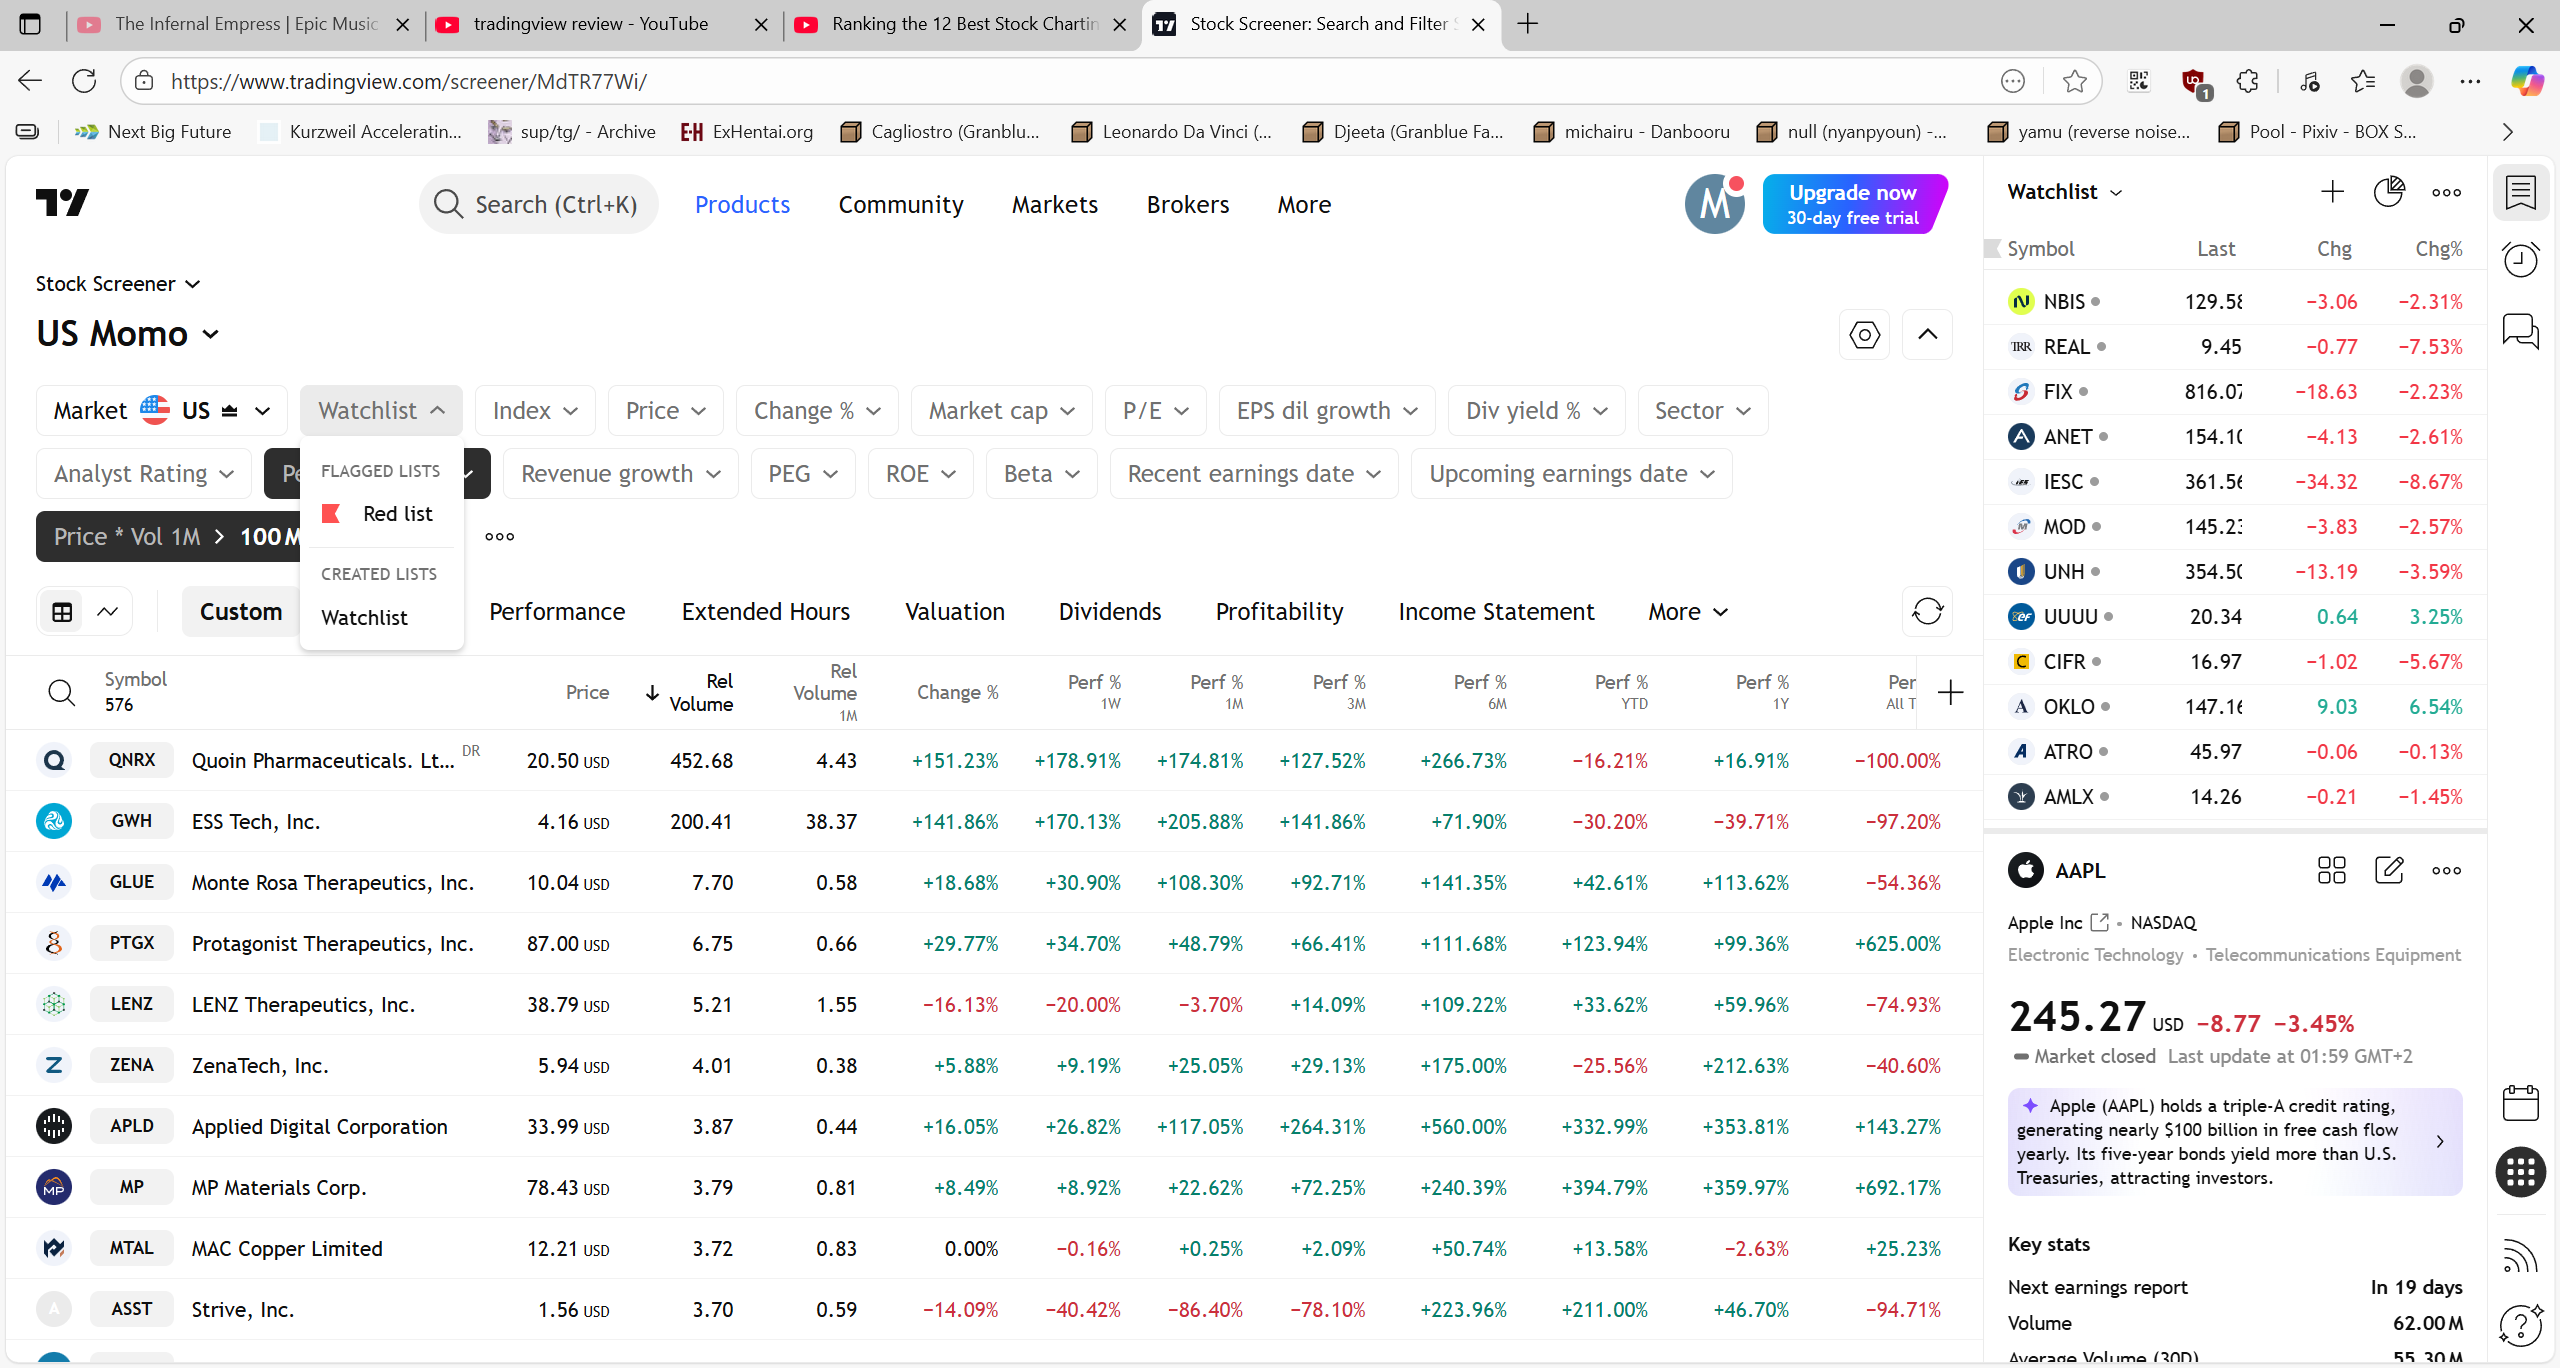 The Infernal Empress | Epic Music
tradingview review - YouTube
Ranking the 12 Best Stock Chartin
Stock Screener: Search and Filter S
https://www.tradingview.com/screener/MdTR77Wi/
1
Next Big Future
Kurzweil Acceleratin...
sup/tg/ - Archive
E-H ExHentai.org
Cagliostro (Granblu...
Leonardo Da Vinci (...
Djeeta (Granblue Fa...
michairu - Danbooru
null (nyanpyoun) -...
yamu (reverse noise...
Pool - Pixiv - BOX S...
Search (Ctrl+K)
Products
Community
Markets
Brokers
More
M
Upgrade now
30-day free trial
Stock Screener
US Momo
Market US
Watchlist
Index
Price
Change %
Market cap
P/E
EPS dil growth
Div yield %
Sector
Analyst Rating
Pe
Revenue growth
PEG
ROE
Beta
Recent earnings date
Upcoming earnings date
Price * Vol 1M > 100 M
FLAGGED LISTS
Red list
CREATED LISTS
Watchlist
Custom
Performance
Extended Hours
Valuation
Dividends
Profitability
Income Statement
More
Symbol 576 Price Rel Volume Rel Volume 1M Change % Perf % 1W Perf % 1M Perf % 3M Perf % 6M Perf % YTD Perf % 1Y Per All T
QNRX Quoin Pharmaceuticals. Lt... DR 20.50 USD 452.68 4.43 +151.23% +178.91% +174.81% +127.52% +266.73% −16.21% +16.91% −100.00%
GWH ESS Tech, Inc. 4.16 USD 200.41 38.37 +141.86% +170.13% +205.88% +141.86% +71.90% −30.20% −39.71% −97.20%
GLUE Monte Rosa Therapeutics, Inc. 10.04 USD 7.70 0.58 +18.68% +30.90% +108.30% +92.71% +141.35% +42.61% +113.62% −54.36%
PTGX Protagonist Therapeutics, Inc. 87.00 USD 6.75 0.66 +29.77% +34.70% +48.79% +66.41% +111.68% +123.94% +99.36% +625.00%
LENZ LENZ Therapeutics, Inc. 38.79 USD 5.21 1.55 −16.13% −20.00% −3.70% +14.09% +109.22% +33.62% +59.96% −74.93%
ZENA ZenaTech, Inc. 5.94 USD 4.01 0.38 +5.88% +9.19% +25.05% +29.13% +175.00% −25.56% +212.63% −40.60%
APLD Applied Digital Corporation 33.99 USD 3.87 0.44 +16.05% +26.82% +117.05% +264.31% +560.00% +332.99% +353.81% +143.27%
MP MP Materials Corp. 78.43 USD 3.79 0.81 +8.49% +8.92% +22.62% +72.25% +240.39% +394.79% +359.97% +692.17%
MTAL MAC Copper Limited 12.21 USD 3.72 0.83 0.00% −0.16% +0.25% +2.09% +50.74% +13.58% −2.63% +25.23%
A ASST Strive, Inc. 1.56 USD 3.70 0.59 −14.09% −40.42% −86.40% −78.10% +223.96% +211.00% +46.70% −94.71%
Watchlist
Symbol Last Chg Chg%
NBIS 129.58 −3.06 −2.31%
REAL 9.45 −0.77 −7.53%
FIX 816.07 −18.63 −2.23%
ANET 154.10 −4.13 −2.61%
IESC 361.56 −34.32 −8.67%
MOD 145.23 −3.83 −2.57%
UNH 354.50 −13.19 −3.59%
UUUU 20.34 0.64 3.25%
CIFR 16.97 −1.02 −5.67%
OKLO 147.16 9.03 6.54%
ATRO 45.97 −0.06 −0.13%
AMLX 14.26 −0.21 −1.45%
AAPL
Apple Inc • NASDAQ
Electronic Technology • Telecommunications Equipment
245.27 USD −8.77 −3.45%
Market closed Last update at 01:59 GMT+2
Apple (AAPL) holds a triple-A credit rating,
generating nearly $100 billion in free cash flow
yearly. Its five-year bonds yield more than U.S.
Treasuries, attracting investors.
Key stats
Next earnings report In 19 days
Volume 62.00 M
Average Volume (30D) 55.30 M